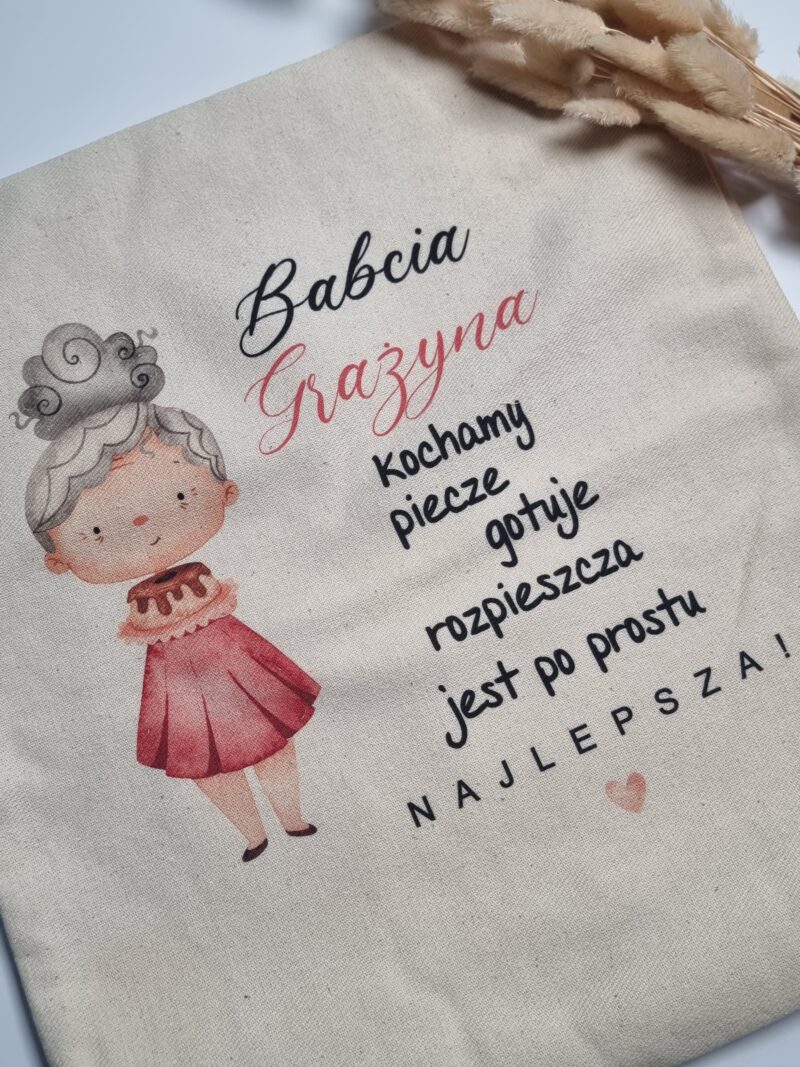 Babcia
Grażyna
kochamy
piecze
gotuje
rozpieszcza
jest po prostu
NAJLEPSZA!